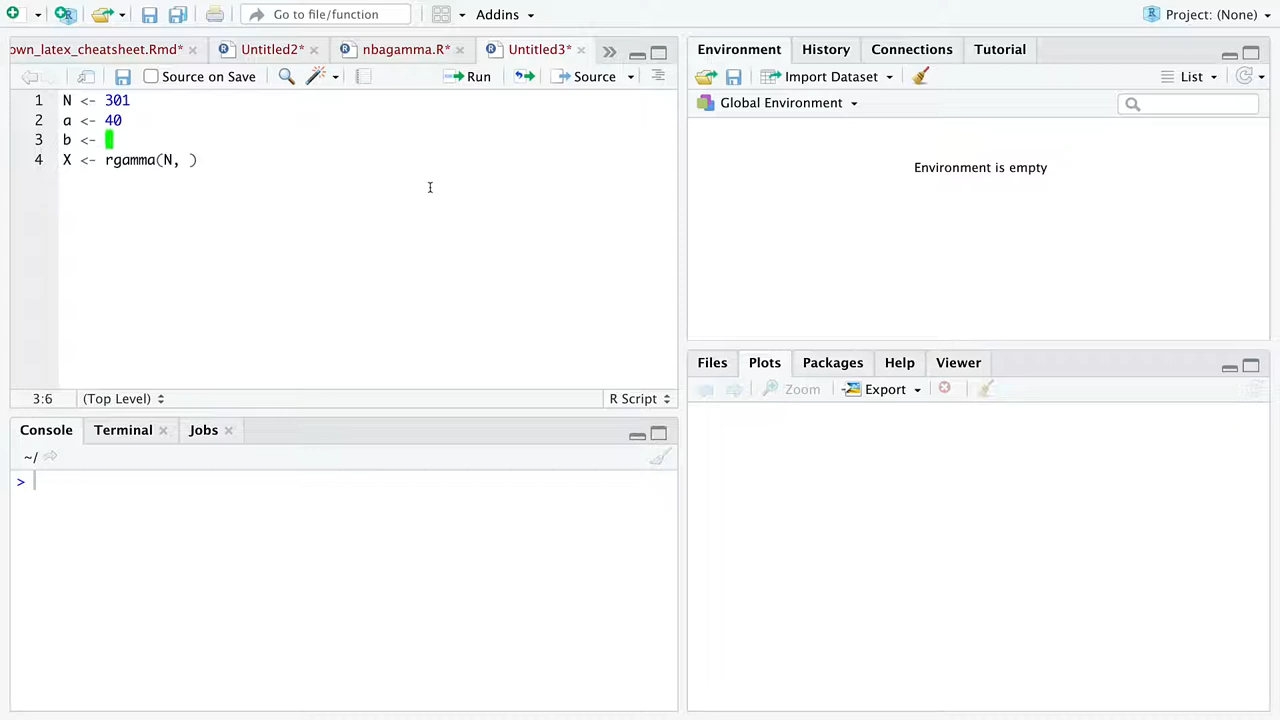 Go to file/function
Addins
Project: (None)
own_latex_cheatsheet.Rmd*
Untitled2*
nbagamma.R*
Untitled3*
Source on Save
Run
Source
1 N <- 301
2 a <- 40
3 b <-
4 X <- rgamma(N, )
3:6
(Top Level)
R Script
Console
Terminal
Jobs
~/
>
Environment
History
Connections
Tutorial
Import Dataset
List
Global Environment
Environment is empty
Files
Plots
Packages
Help
Viewer
Zoom
Export